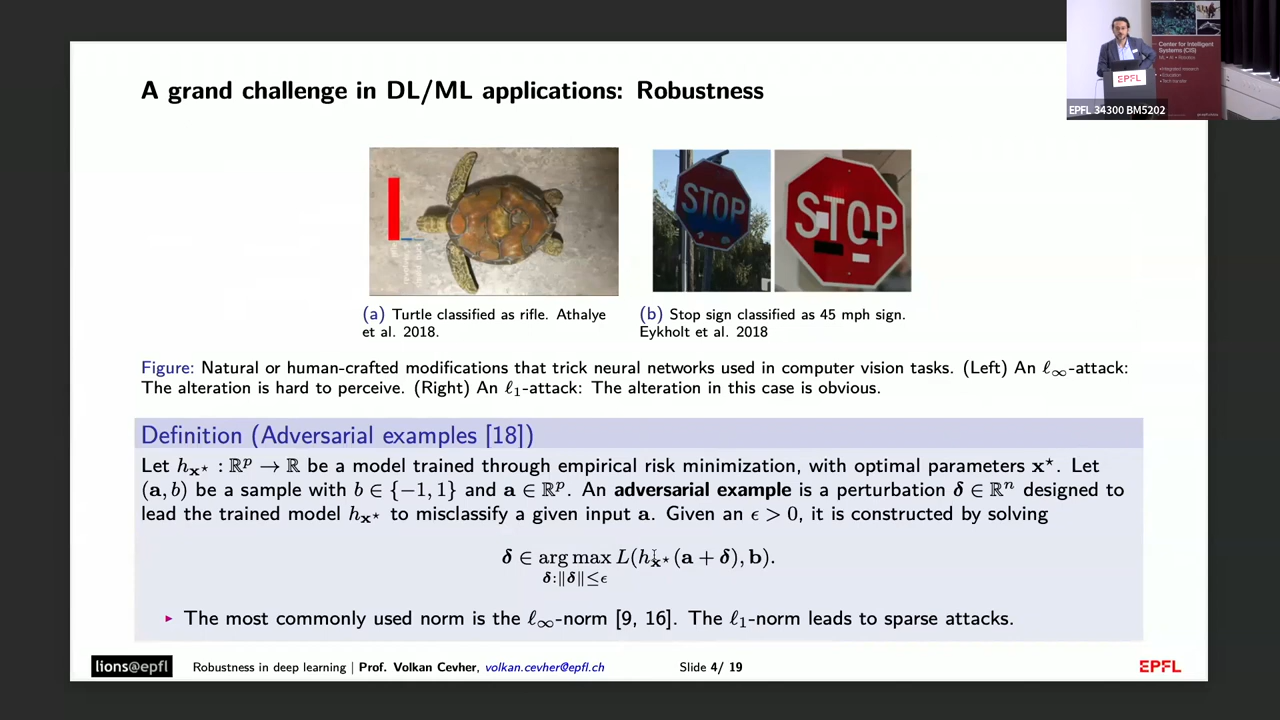 A grand challenge in DL/ML applications: Robustness
Center for Intelligent
Systems (CIS)
EPFL
EPFL 34300 BM5202
STOP
STOP
(a) Turtle classified as rifle. Athalye
et al. 2018.
(b) Stop sign classified as 45 mph sign.
Eykholt et al. 2018
Figure: Natural or human-crafted modifications that trick neural networks used in computer vision tasks. (Left) An ℓ∞-attack:
The alteration is hard to perceive. (Right) An ℓ₁-attack: The alteration in this case is obvious.
Definition (Adversarial examples [18])
Let h_𝐱⋆ : ℝᵖ → ℝ be a model trained through empirical risk minimization, with optimal parameters 𝐱⋆. Let
(𝐚, b) be a sample with b ∈ {−1, 1} and 𝐚 ∈ ℝᵖ. An adversarial example is a perturbation 𝜹 ∈ ℝⁿ designed to
lead the trained model h_𝐱⋆ to misclassify a given input 𝐚. Given an ϵ > 0, it is constructed by solving
𝜹 ∈ arg max L(h_𝐱⋆(𝐚 + 𝜹), 𝐛).
𝜹:‖𝜹‖≤ϵ
▸ The most commonly used norm is the ℓ∞-norm [9, 16]. The ℓ₁-norm leads to sparse attacks.
lions@epfl
Robustness in deep learning | Prof. Volkan Cevher, volkan.cevher@epfl.ch
Slide 4/ 19
EPFL